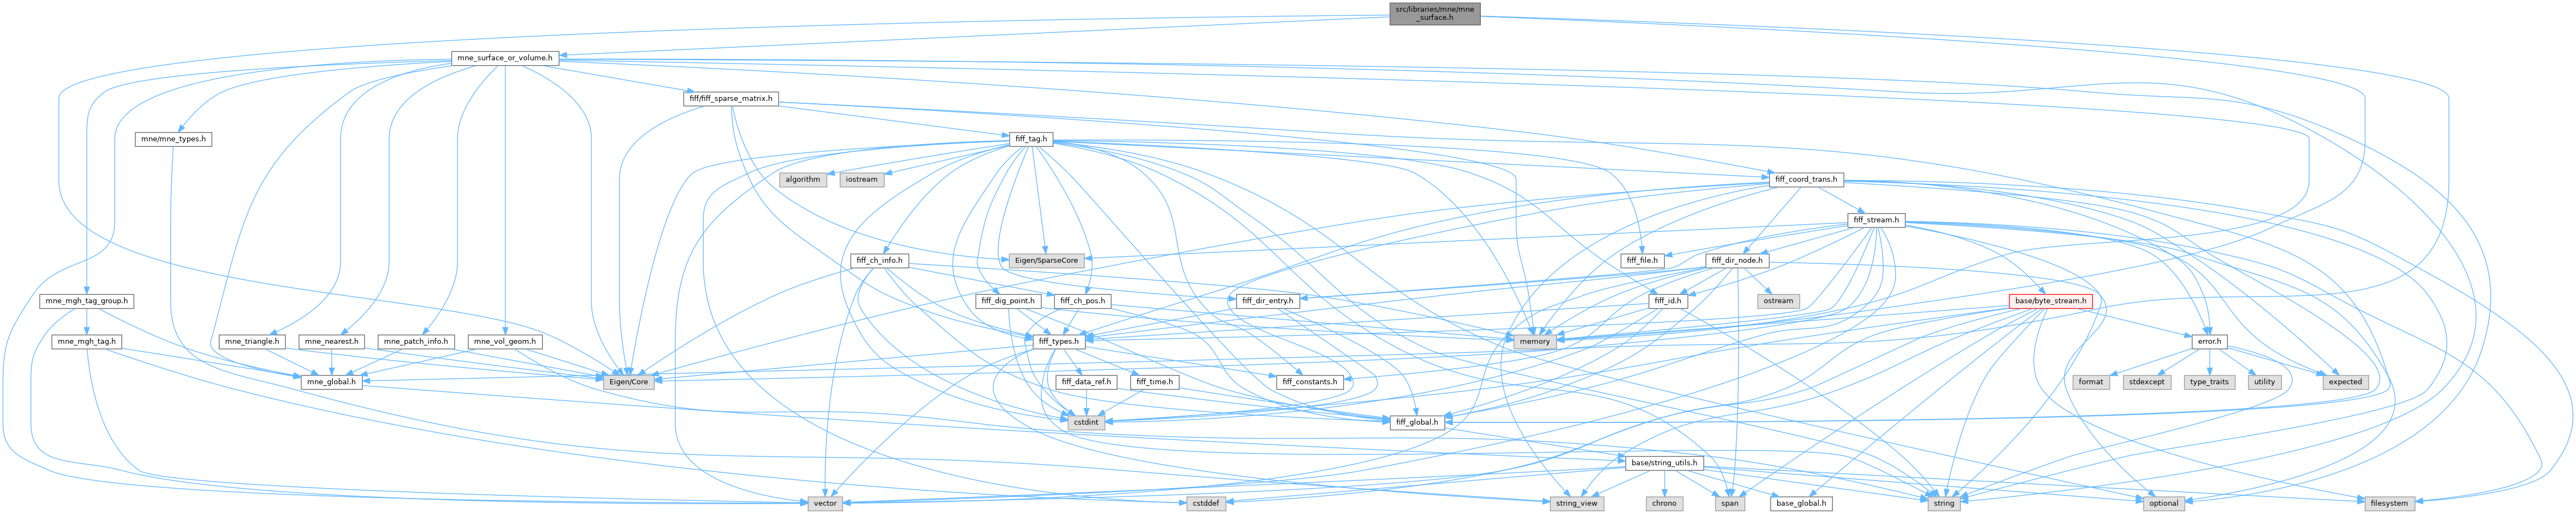 src/libraries/mne/mne
_surface.h
mne_surface_or_volume.h
fiff/fiff_sparse_matrix.h
mne/mne_types.h
fiff_tag.h
algorithm
iostream
fiff_coord_trans.h
fiff_stream.h
fiff_ch_info.h
Eigen/SparseCore
fiff_file.h
fiff_dir_node.h
mne_mgh_tag_group.h
fiff_dig_point.h
fiff_ch_pos.h
fiff_dir_entry.h
fiff_id.h
ostream
base/byte_stream.h
mne_mgh_tag.h
mne_triangle.h
mne_nearest.h
mne_patch_info.h
mne_vol_geom.h
fiff_types.h
memory
error.h
mne_global.h
Eigen/Core
fiff_data_ref.h
fiff_time.h
fiff_constants.h
format
stdexcept
type_traits
utility
expected
cstdint
fiff_global.h
base/string_utils.h
vector
cstddef
string_view
chrono
span
base_global.h
string
optional
filesystem